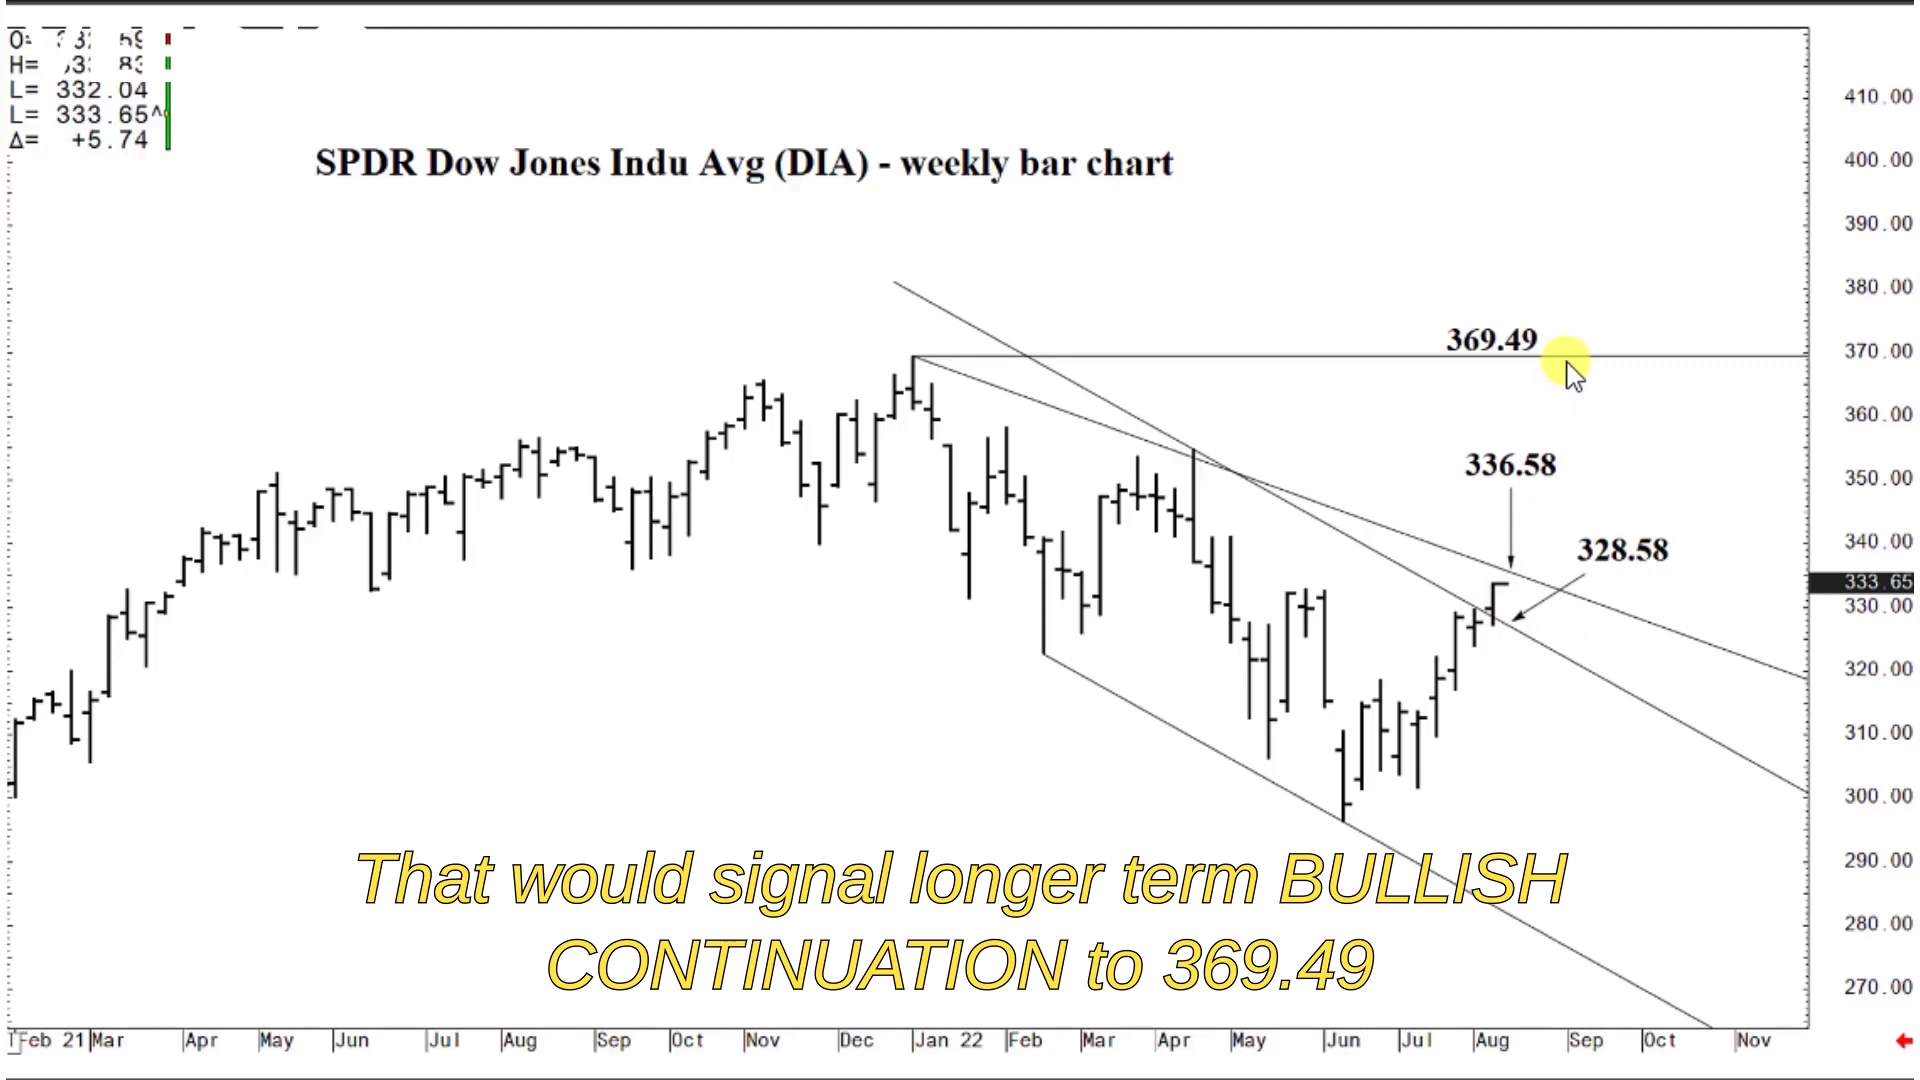 L= 332.04
L= 333.65^
Δ= +5.74
SPDR Dow Jones Indu Avg (DIA) - weekly bar chart
410.00
400.00
390.00
380.00
369.49
370.00
360.00
336.58
350.00
328.58
340.00
333.65
330.00
320.00
310.00
300.00
290.00
280.00
270.00
That would signal longer term BULLISH
CONTINUATION to 369.49
Feb 21 Mar Apr May Jun Jul Aug Sep Oct Nov Dec Jan 22 Feb Mar Apr May Jun Jul Aug Sep Oct Nov